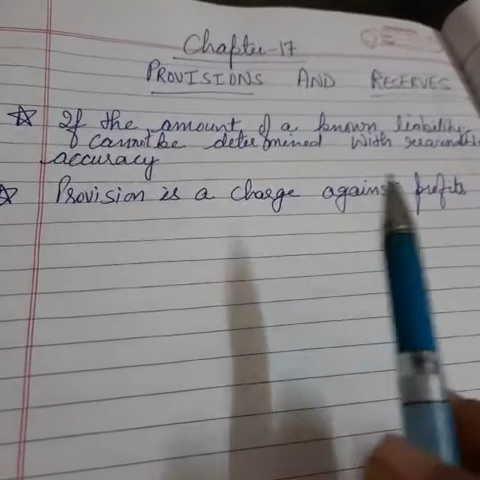 Chapter-17
PROVISIONS AND RESERVES
If the amount of a known liability
cannot be determined with
accuracy
Provision is a charge against profits